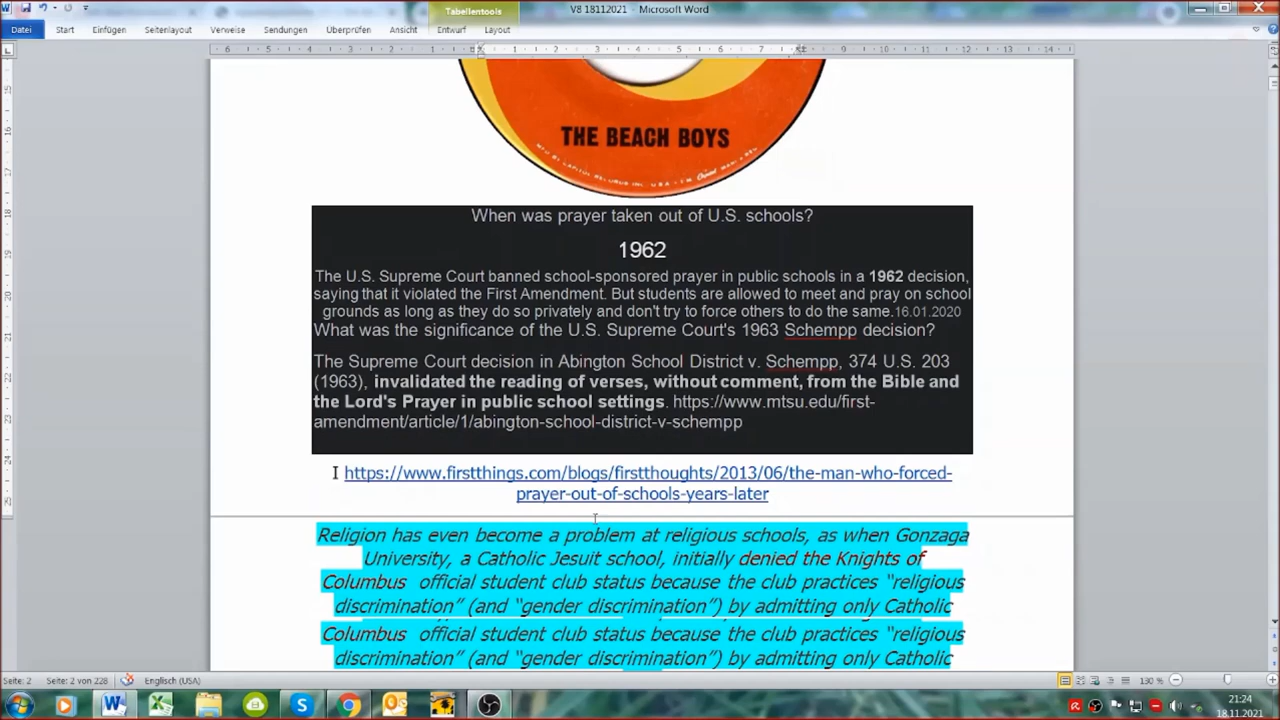 Tabellentools
V8 18112021 - Microsoft Word
Datei Start Einfügen Seitenlayout Verweise Sendungen Überprüfen Ansicht Entwurf Layout
THE BEACH BOYS
When was prayer taken out of U.S. schools?
1962
The U.S. Supreme Court banned school-sponsored prayer in public schools in a 1962 decision,
saying that it violated the First Amendment. But students are allowed to meet and pray on school
grounds as long as they do so privately and don't try to force others to do the same.16.01.2020
What was the significance of the U.S. Supreme Court's 1963 Schempp decision?
The Supreme Court decision in Abington School District v. Schempp, 374 U.S. 203
(1963), invalidated the reading of verses, without comment, from the Bible and
the Lord's Prayer in public school settings. https://www.mtsu.edu/first-
amendment/article/1/abington-school-district-v-schempp
I https://www.firstthings.com/blogs/firstthoughts/2013/06/the-man-who-forced-
prayer-out-of-schools-years-later
Religion has even become a problem at religious schools, as when Gonzaga
University, a Catholic Jesuit school, initially denied the Knights of
Columbus official student club status because the club practices “religious
discrimination” (and “gender discrimination”) by admitting only Catholic
Columbus official student club status because the club practices “religious
discrimination” (and “gender discrimination”) by admitting only Catholic
Seite: 2 Seite: 2 von 228 Englisch (USA) 130 %
21:24
18.11.2021